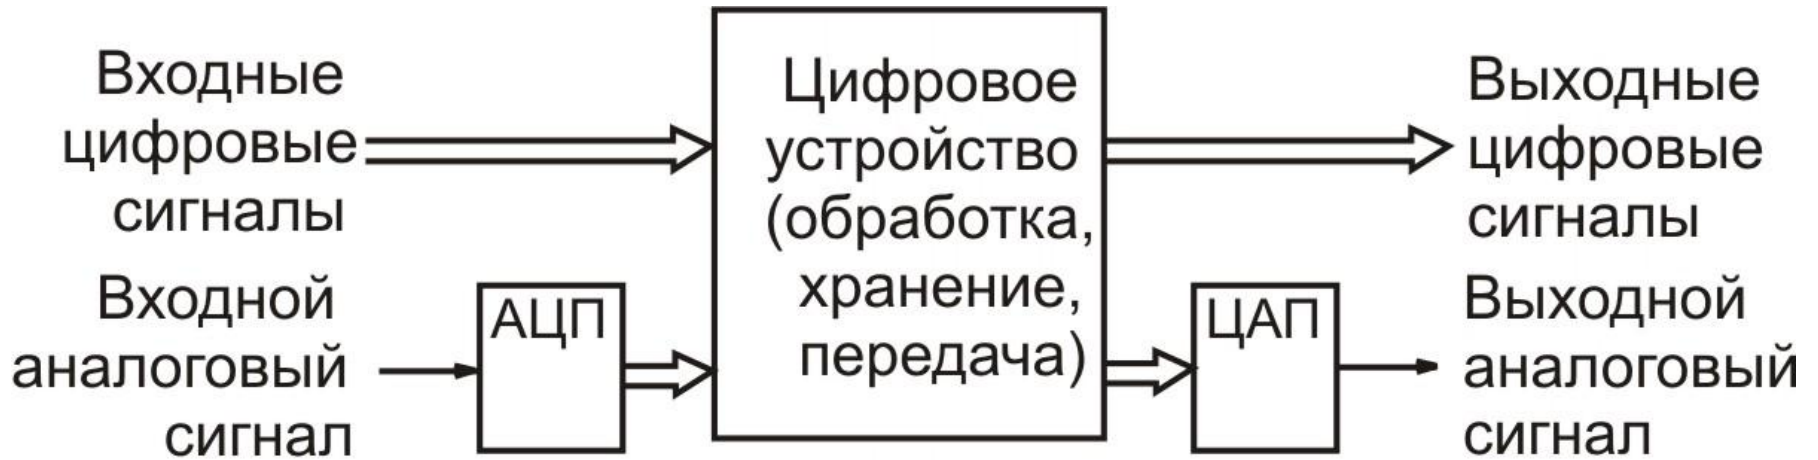 Входные
цифровые
сигналы
Входной
аналоговый
сигнал
АЦП
Цифровое
устройство
(обработка,
хранение,
передача)
ЦАП
Выходные
цифровые
сигналы
Выходной
аналоговый
сигнал